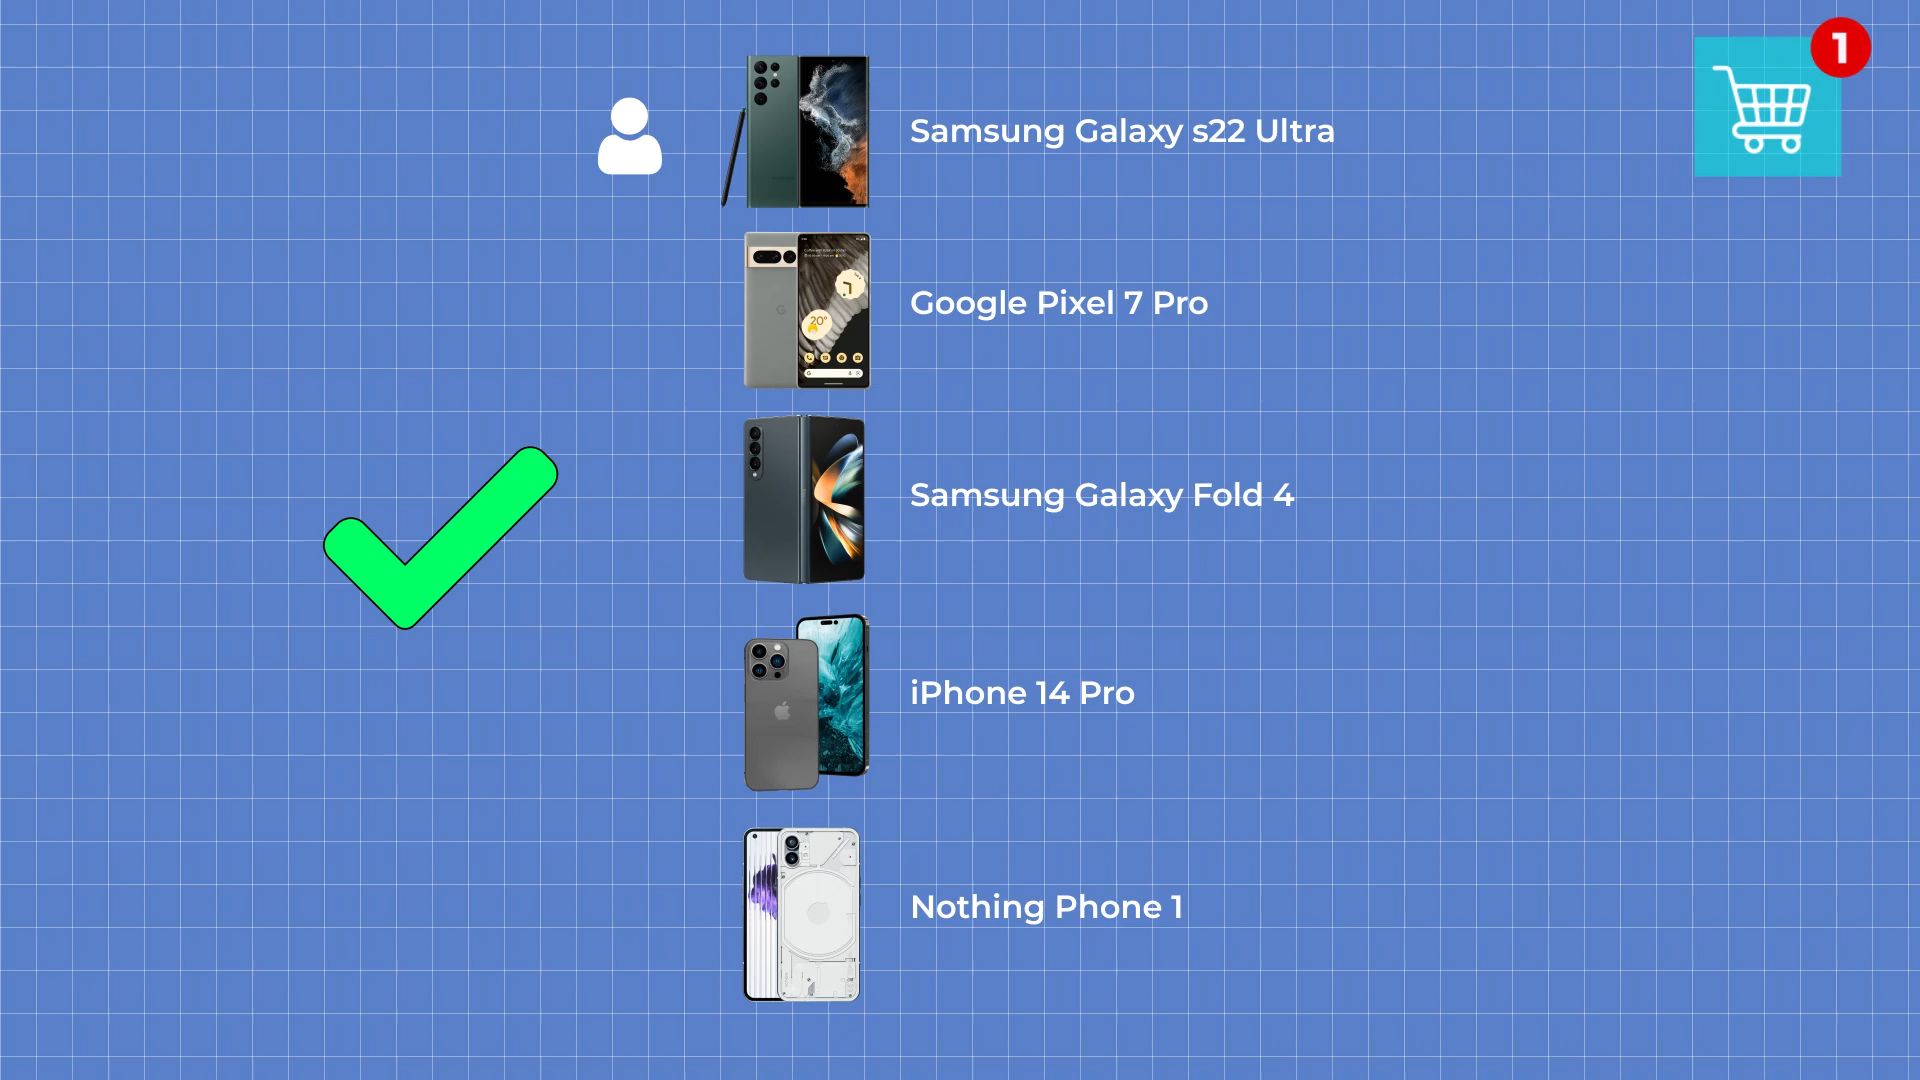 1
Samsung Galaxy s22 Ultra
Google Pixel 7 Pro
20°
Samsung Galaxy Fold 4
iPhone 14 Pro
Nothing Phone 1